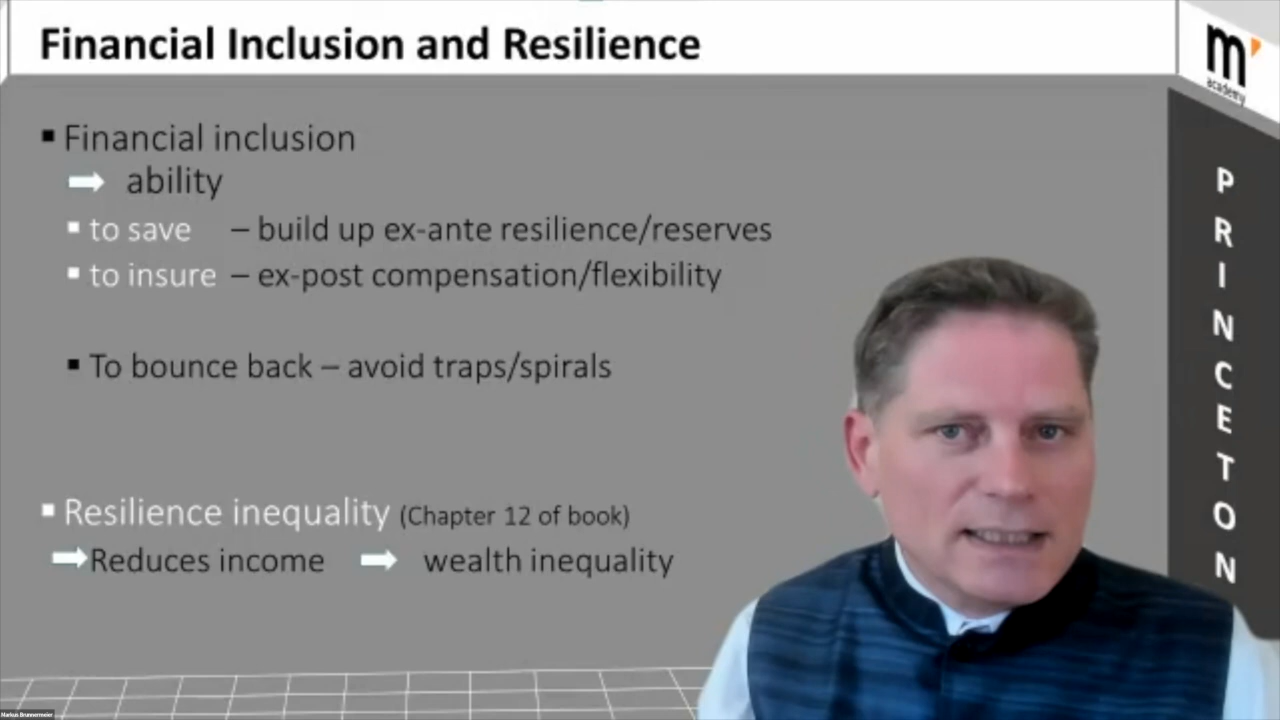 Financial Inclusion and Resilience
m'
academy
▪ Financial inclusion
➡ ability
▪ to save – build up ex-ante resilience/reserves
▪ to insure – ex-post compensation/flexibility
▪ To bounce back – avoid traps/spirals
▪ Resilience inequality (Chapter 12 of book)
➡ Reduces income ➡ wealth inequality
PRINCETON
Markus Brunnermeier